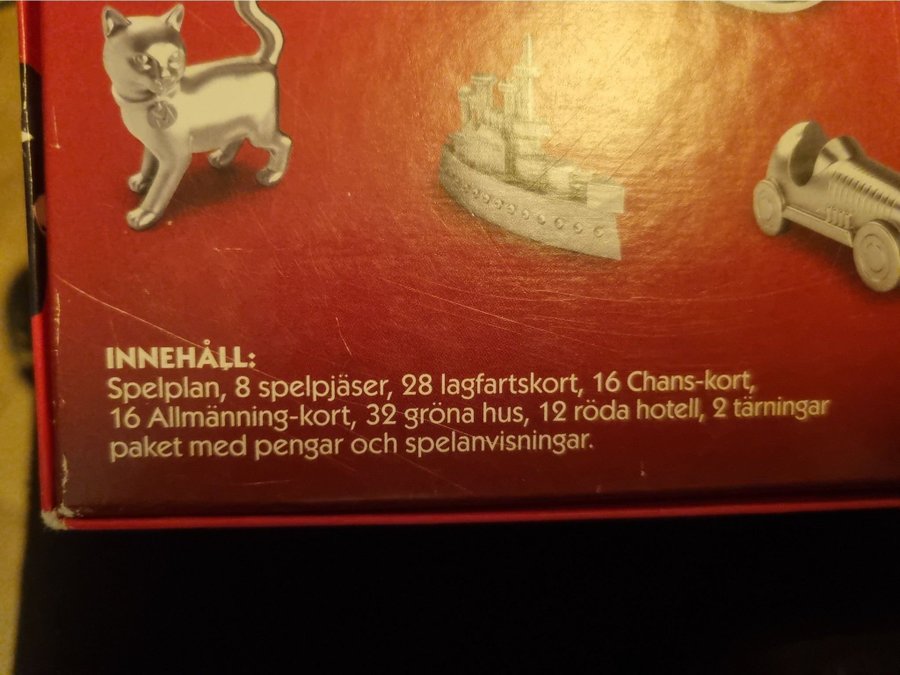 INNEHÅLL:
Spelplan, 8 spelpjäser, 28 lagfartskort, 16 Chans-kort,
16 Allmänning-kort, 32 gröna hus, 12 röda hotell, 2 tärningar
paket med pengar och spelanvisningar.